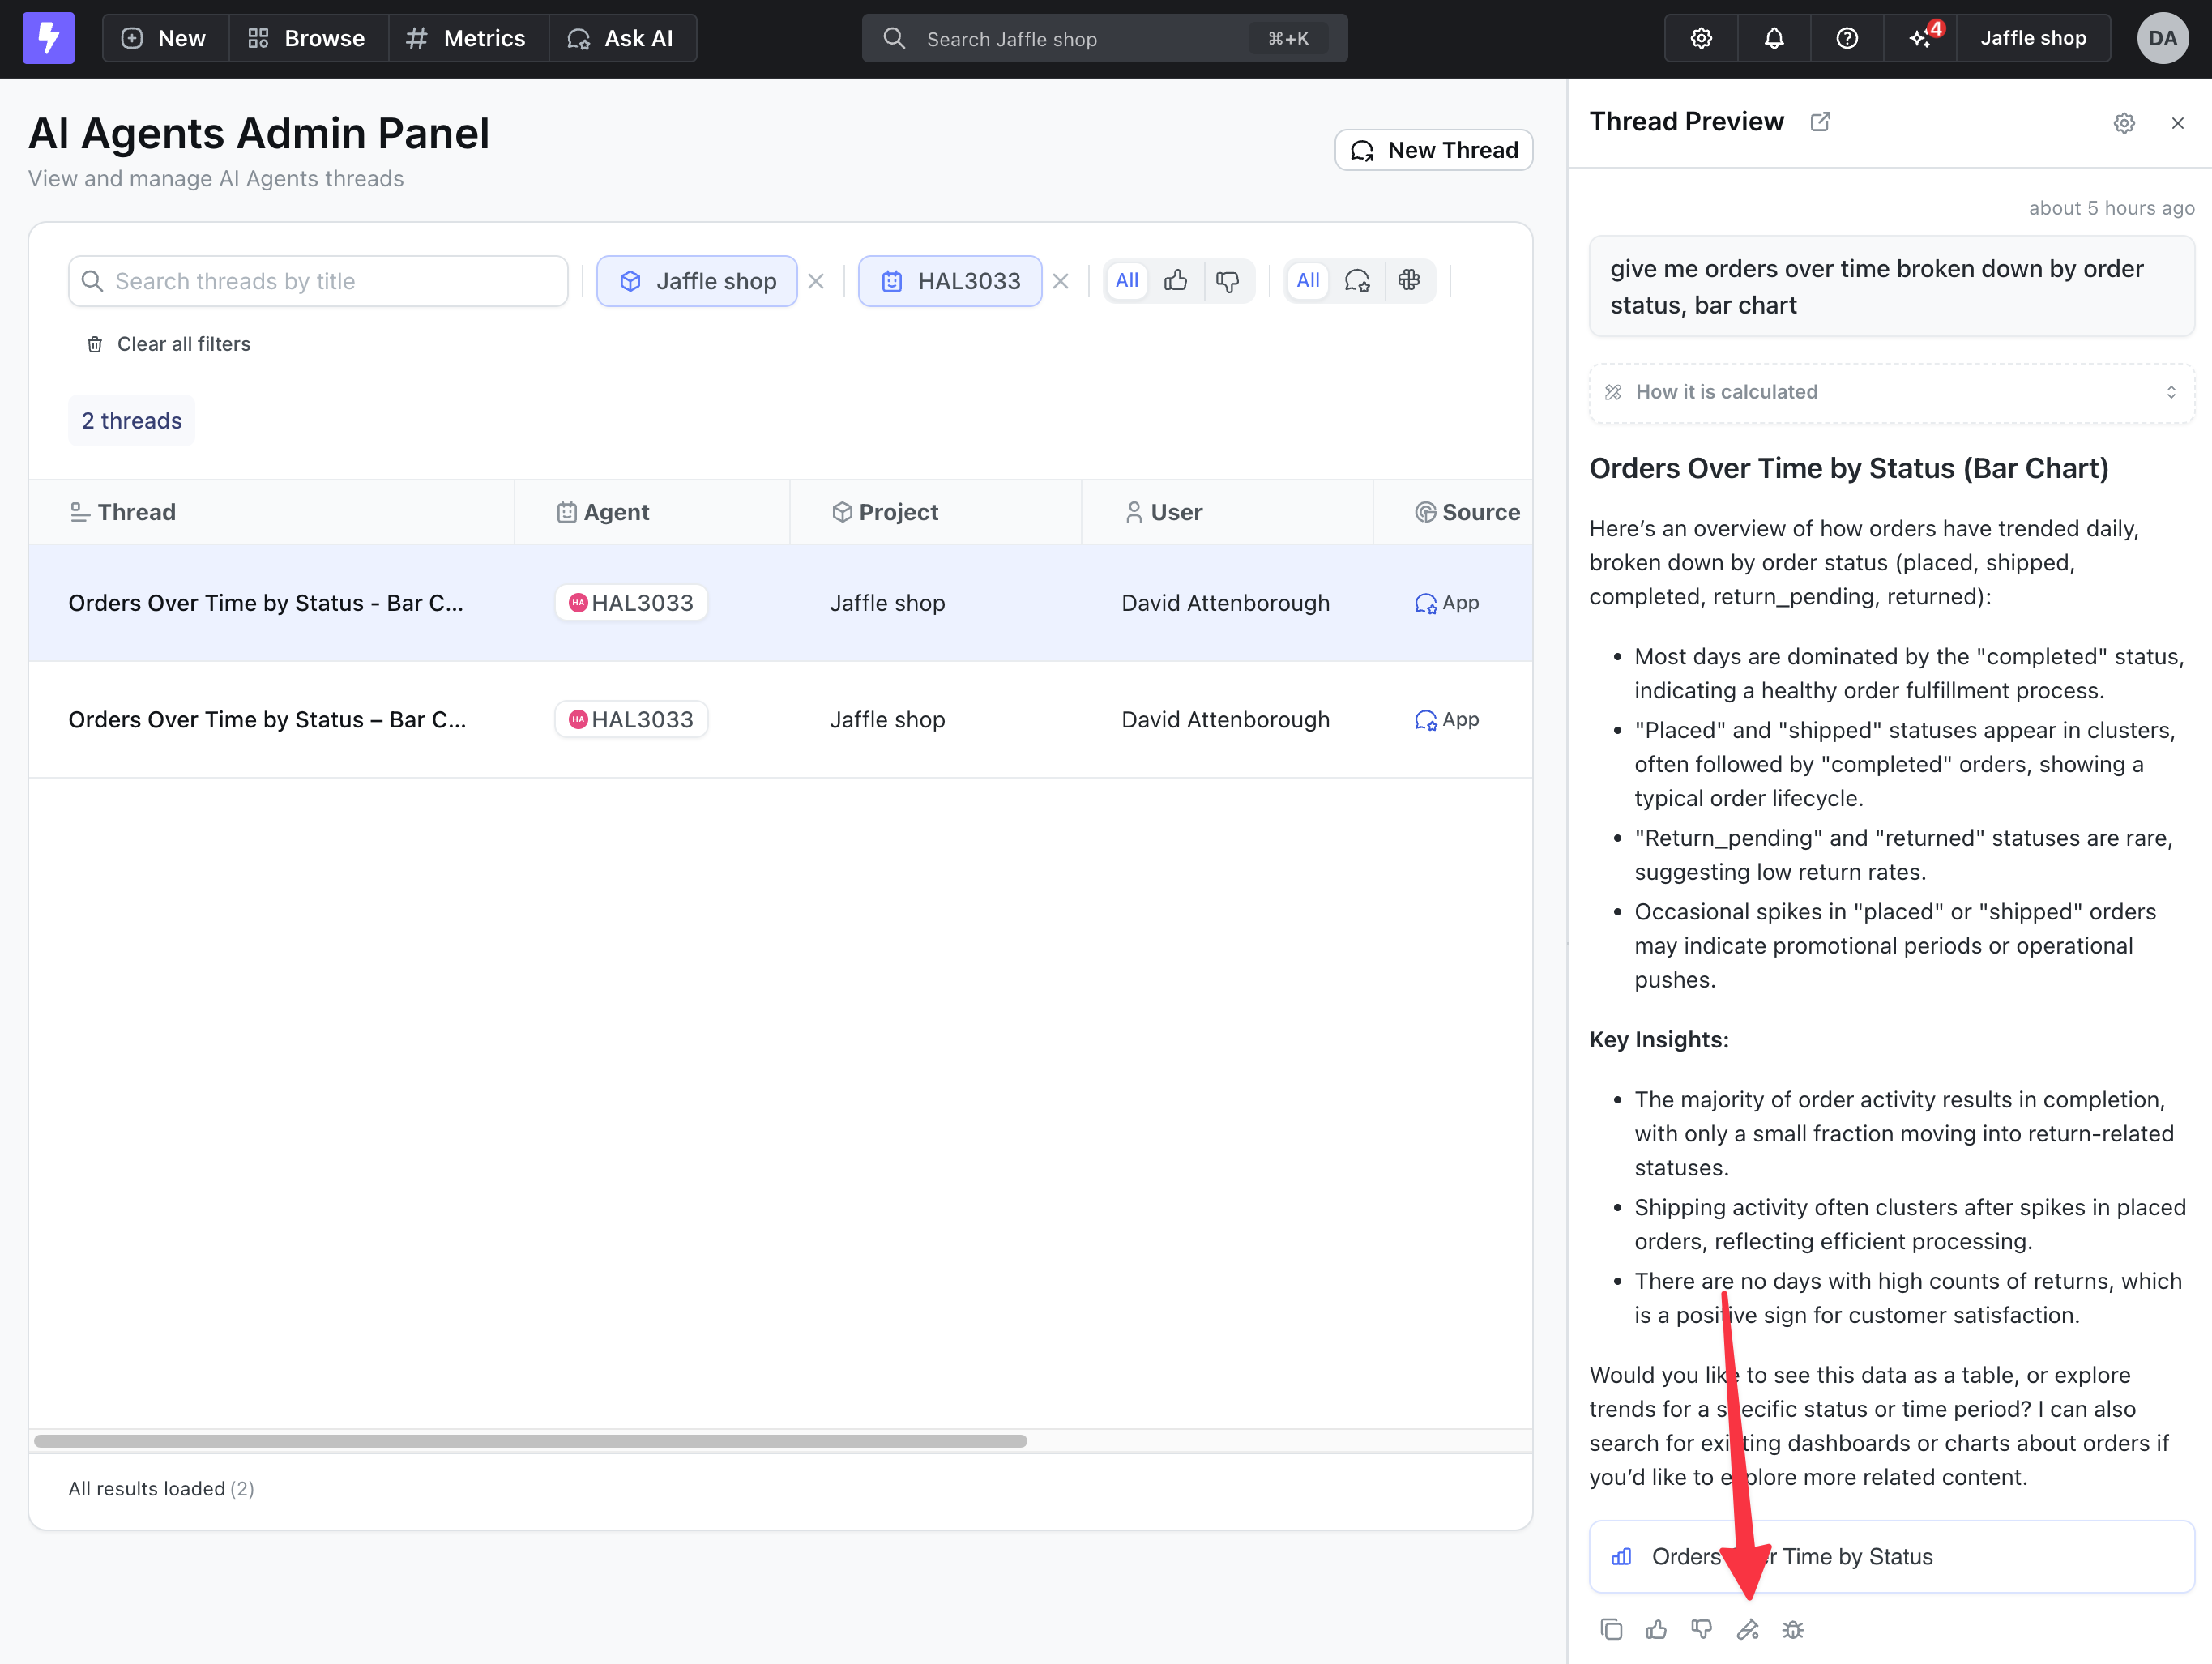 New
Browse
Metrics
Ask AI
Search Jaffle shop
⌘+K
4
Jaffle shop
DA
AI Agents Admin Panel
View and manage AI Agents threads
New Thread
Search threads by title
Jaffle shop
HAL3033
All
All
Clear all filters
2 threads
Thread
Agent
Project
User
Source
Orders Over Time by Status - Bar C...
HA
HAL3033
Jaffle shop
David Attenborough
App
Orders Over Time by Status – Bar C...
HA
HAL3033
Jaffle shop
David Attenborough
App
All results loaded (2)
Thread Preview
about 5 hours ago
give me orders over time broken down by order
status, bar chart
How it is calculated
Orders Over Time by Status (Bar Chart)
Here’s an overview of how orders have trended daily,
broken down by order status (placed, shipped,
completed, return_pending, returned):
• Most days are dominated by the "completed" status,
indicating a healthy order fulfillment process.
• "Placed" and "shipped" statuses appear in clusters,
often followed by "completed" orders, showing a
typical order lifecycle.
• "Return_pending" and "returned" statuses are rare,
suggesting low return rates.
• Occasional spikes in "placed" or "shipped" orders
may indicate promotional periods or operational
pushes.
Key Insights:
• The majority of order activity results in completion,
with only a small fraction moving into return-related
statuses.
• Shipping activity often clusters after spikes in placed
orders, reflecting efficient processing.
• There are no days with high counts of returns, which
is a positive sign for customer satisfaction.
Would you like to see this data as a table, or explore
trends for a specific status or time period? I can also
search for existing dashboards or charts about orders if
you’d like to explore more related content.
Orders Over Time by Status